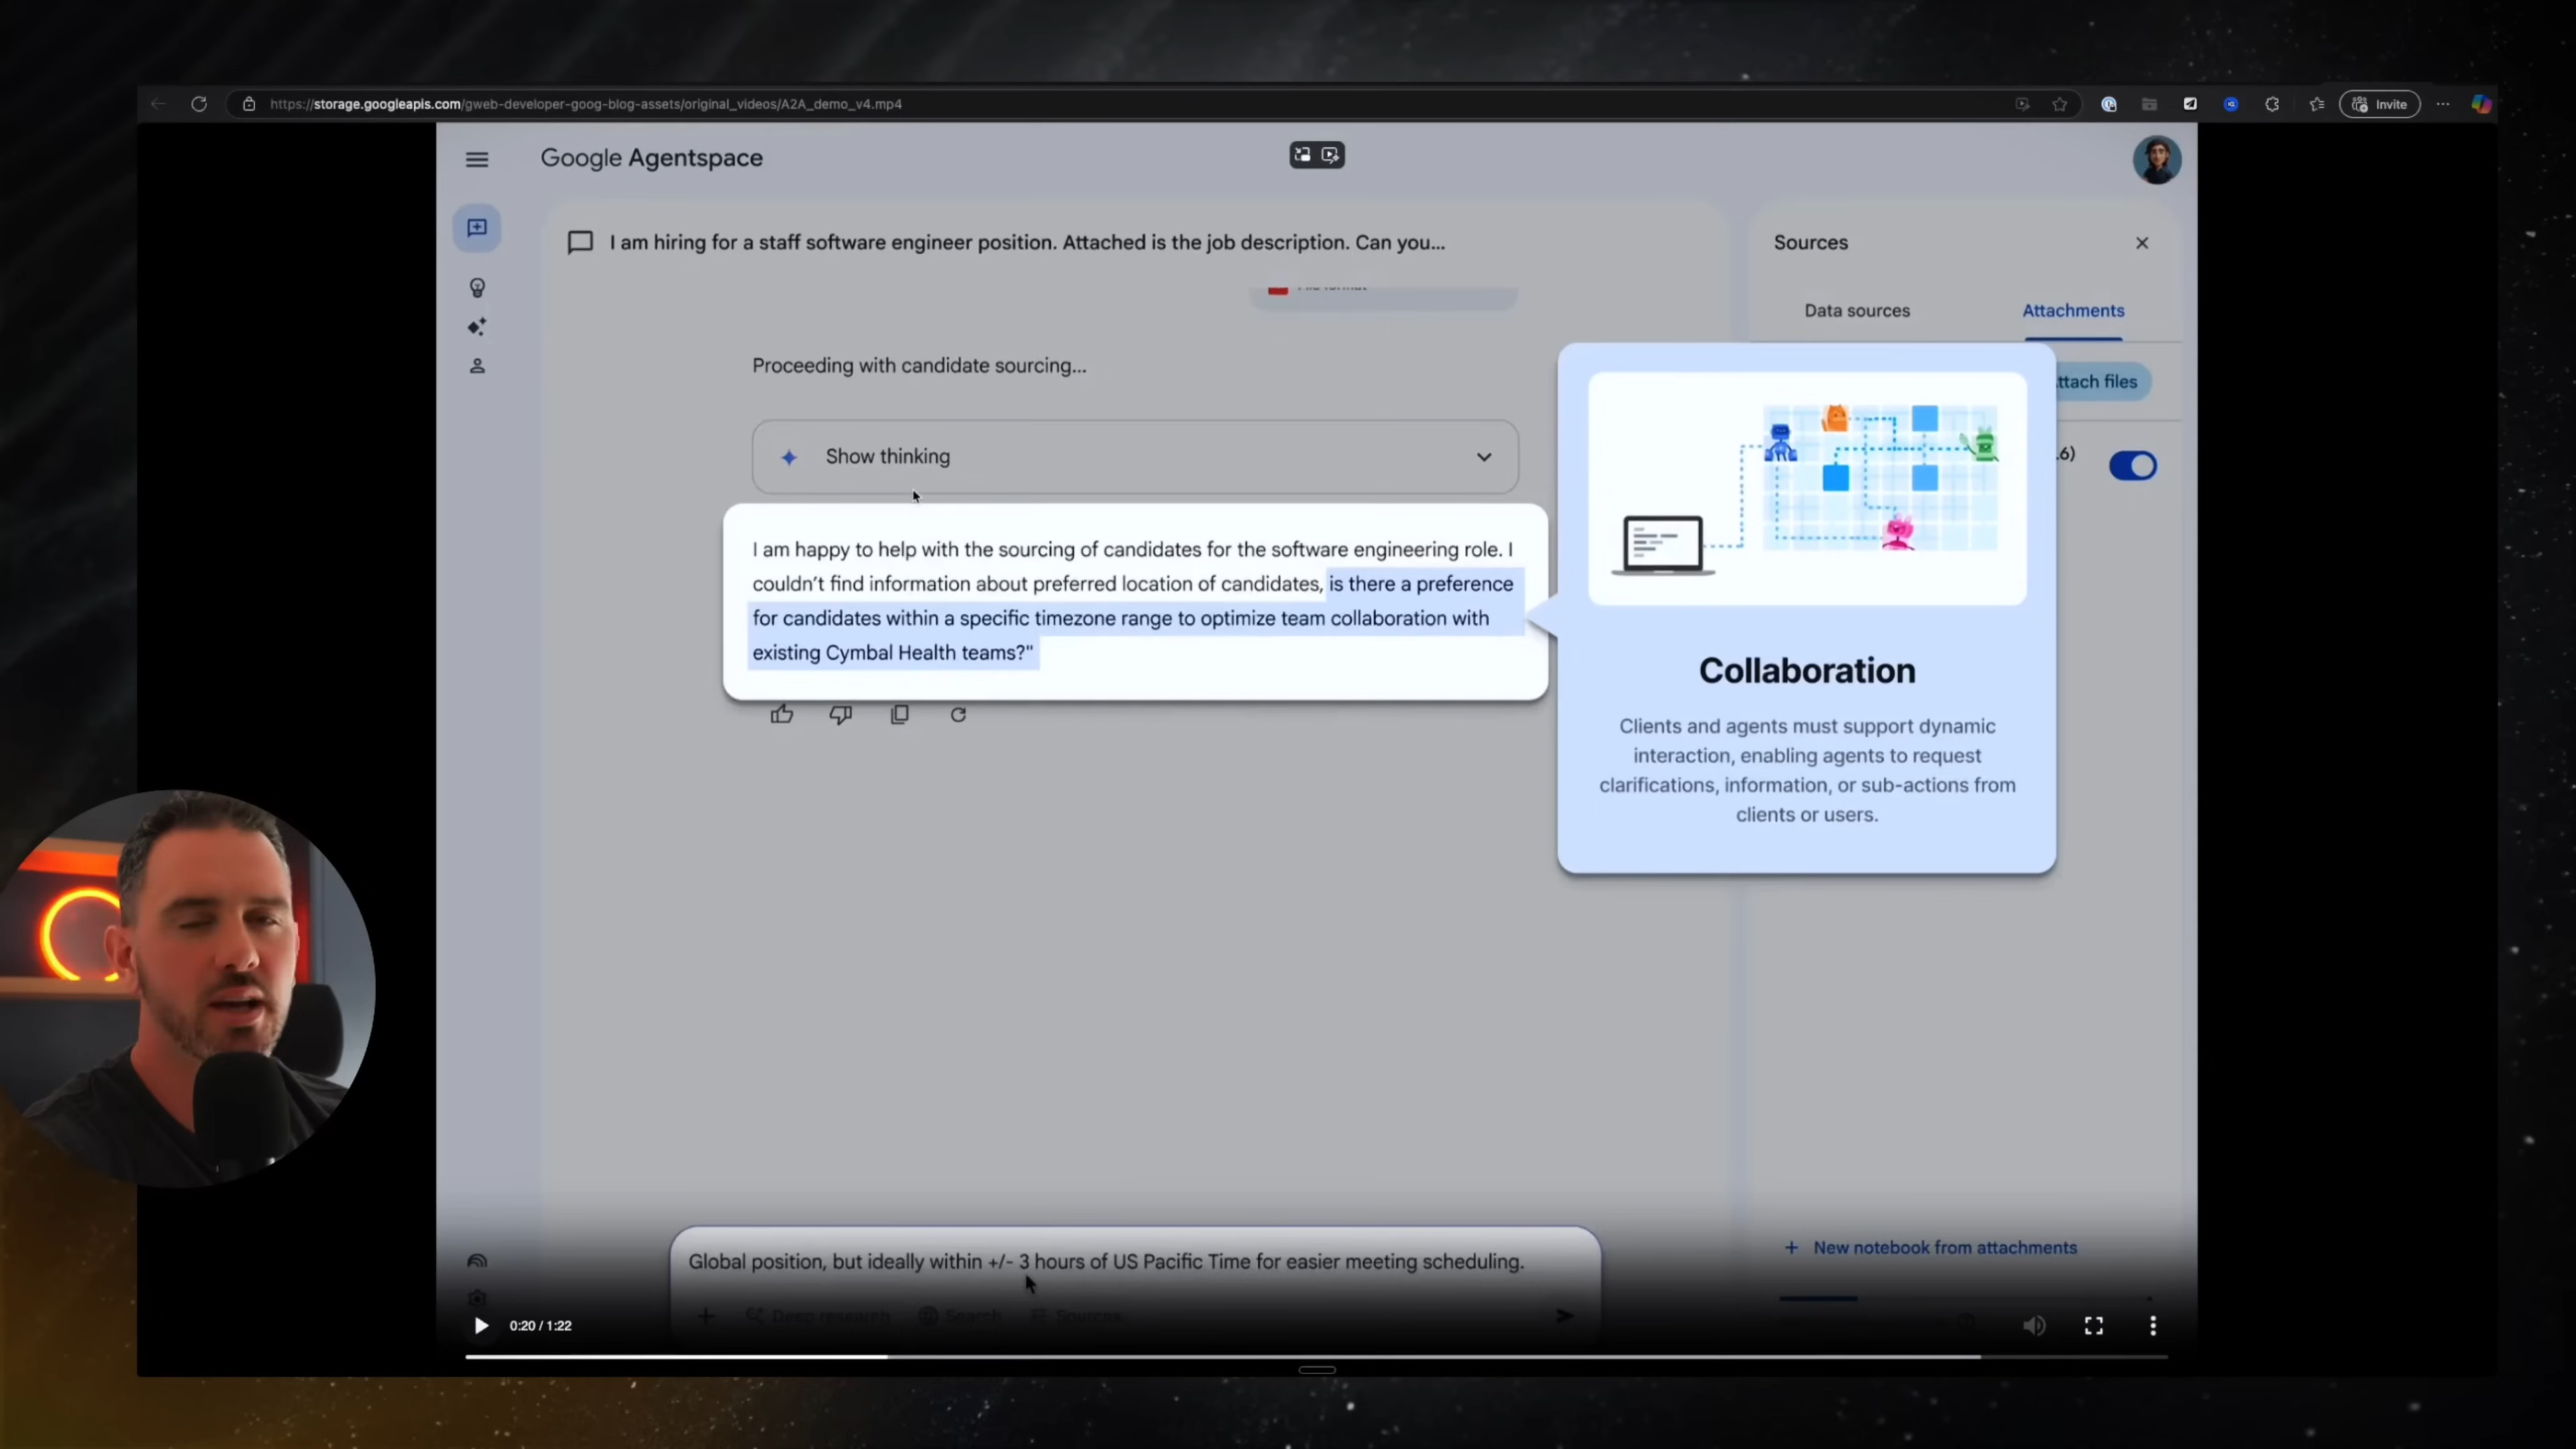 https://storage.googleapis.com/gweb-developer-goog-blog-assets/original_videos/A2A_demo_v4.mp4
Invite
Google Agentspace
I am hiring for a staff software engineer position. Attached is the job description. Can you...
Sources
Data sources
Attachments
Proceeding with candidate sourcing...
ttach files
Show thinking
.6)
I am happy to help with the sourcing of candidates for the software engineering role. I
couldn't find information about preferred location of candidates, is there a preference
for candidates within a specific timezone range to optimize team collaboration with
existing Cymbal Health teams?"
Collaboration
Clients and agents must support dynamic
interaction, enabling agents to request
clarifications, information, or sub-actions from
clients or users.
New notebook from attachments
Global position, but ideally within +/- 3 hours of US Pacific Time for easier meeting scheduling.
Deep research
Search
Sources
0:20 / 1:22